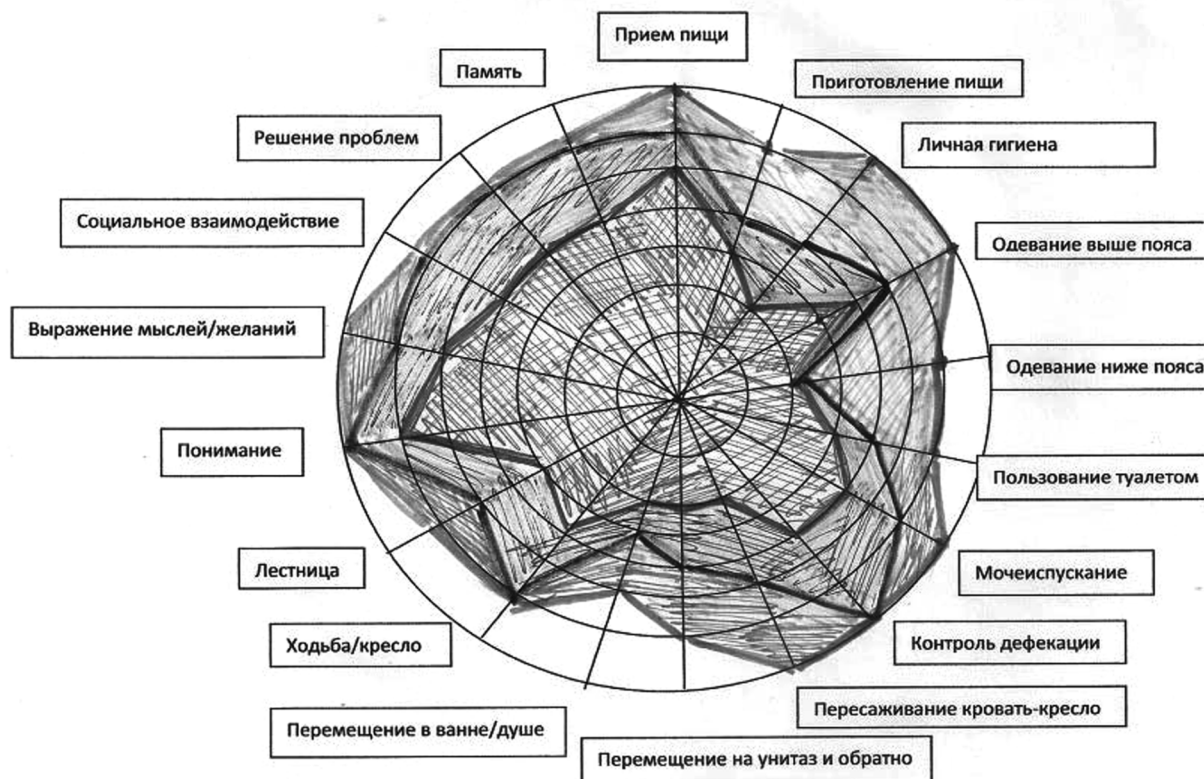 Прием пищи
Приготовление пищи
Личная гигиена
Одевание выше пояса
Одевание ниже пояса
Пользование туалетом
Мочеиспускание
Контроль дефекации
Пересаживание кровать-кресло
Перемещение на унитаз и обратно
Перемещение в ванне/душе
Ходьба/кресло
Лестница
Понимание
Выражение мыслей/желаний
Социальное взаимодействие
Решение проблем
Память